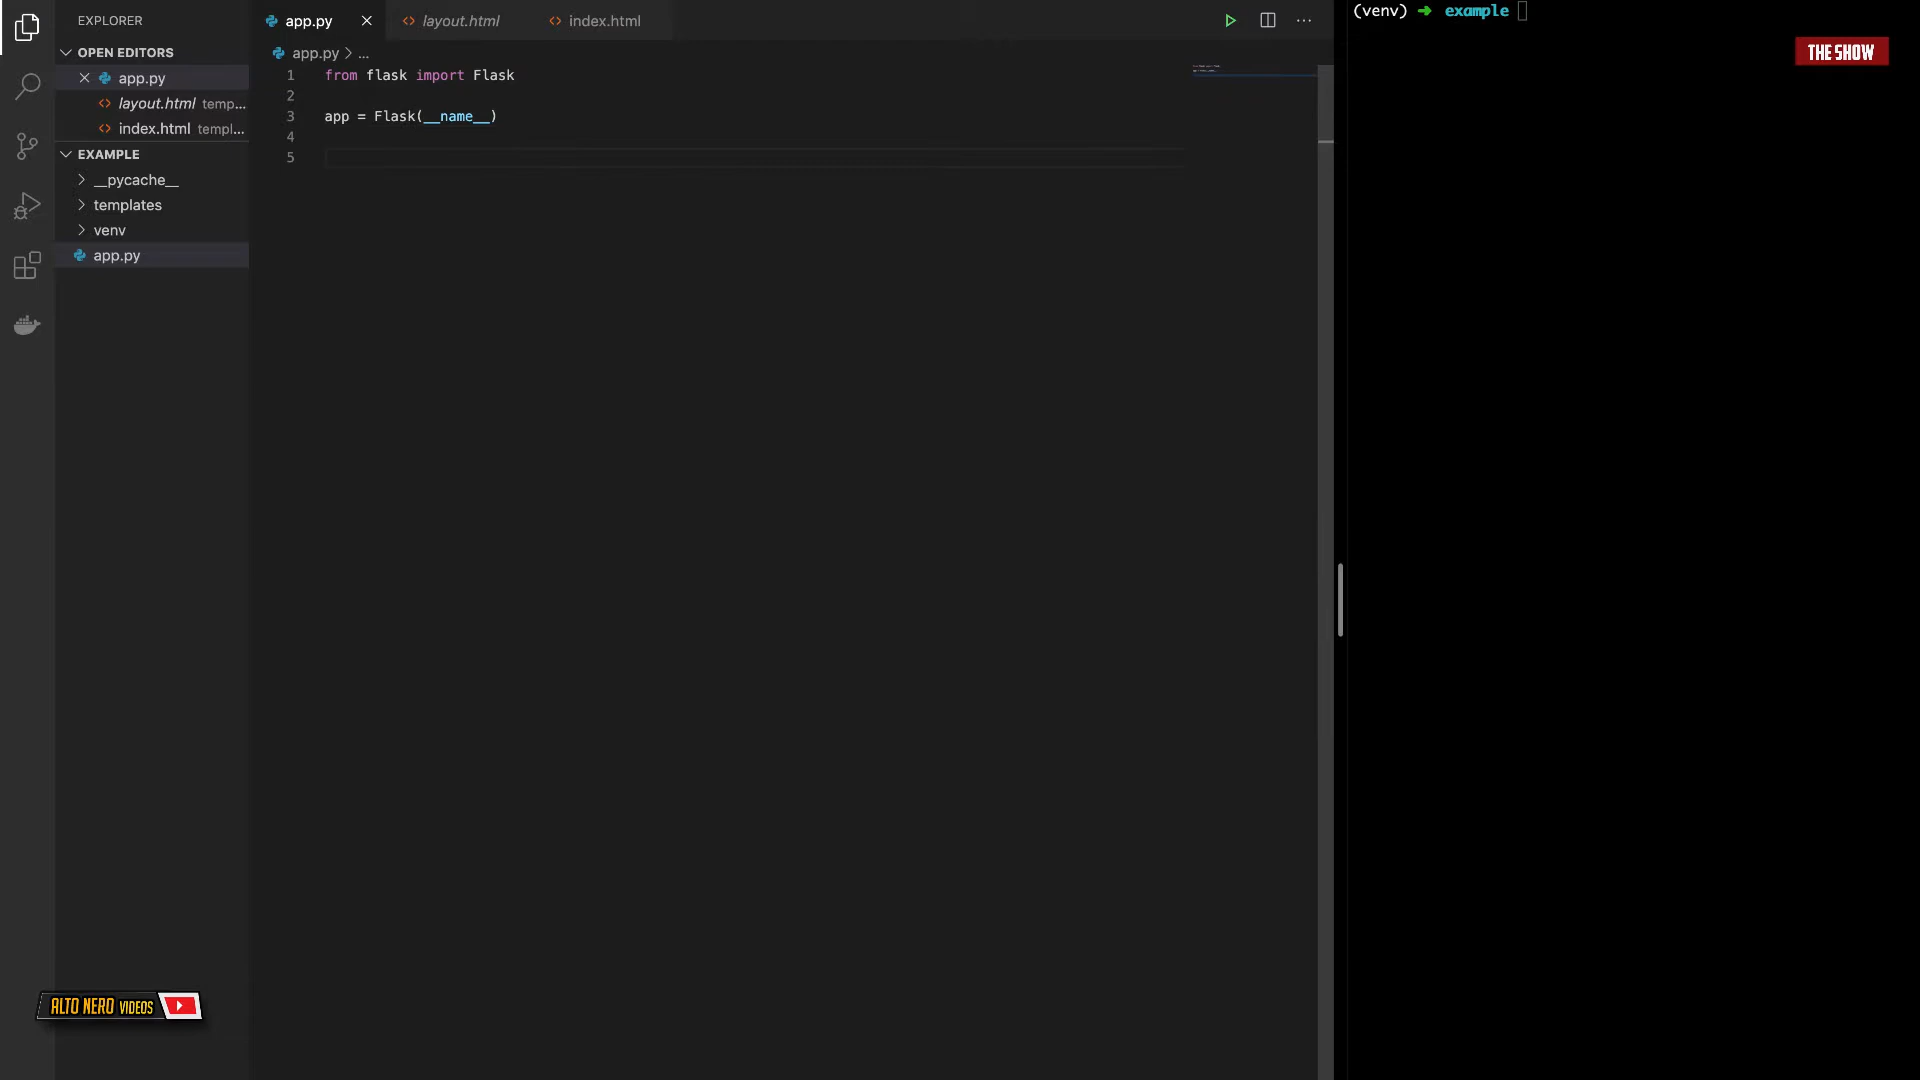 EXPLORER
OPEN EDITORS
app.py
layout.html temp...
index.html templ...
EXAMPLE
__pycache__
templates
venv
app.py
app.py
layout.html
index.html
app.py > ...
1 from flask import Flask
2
3 app = Flask(__name__)
4
5
(venv) ➜ example
THE SHOW
ALTO NERO VIDEOS